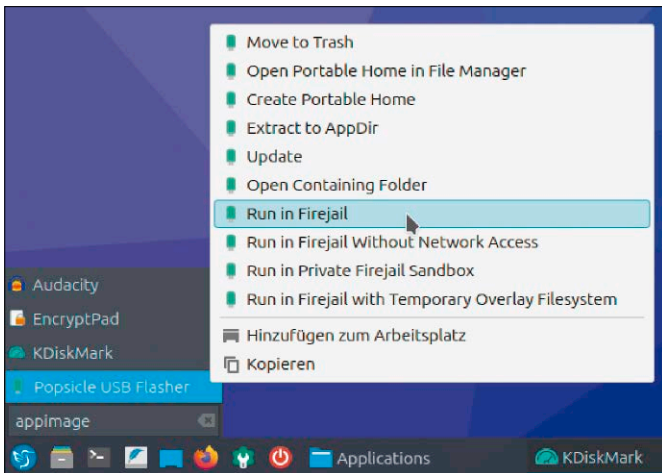 Move to Trash
Open Portable Home in File Manager
Create Portable Home
Extract to AppDir
Update
Open Containing Folder
Run in Firejail
Run in Firejail Without Network Access
Run in Private Firejail Sandbox
Run in Firejail with Temporary Overlay Filesystem
Hinzufügen zum Arbeitsplatz
Kopieren
Audacity
EncryptPad
KDiskMark
Popsicle USB Flasher
appimage
Applications
KDiskMark